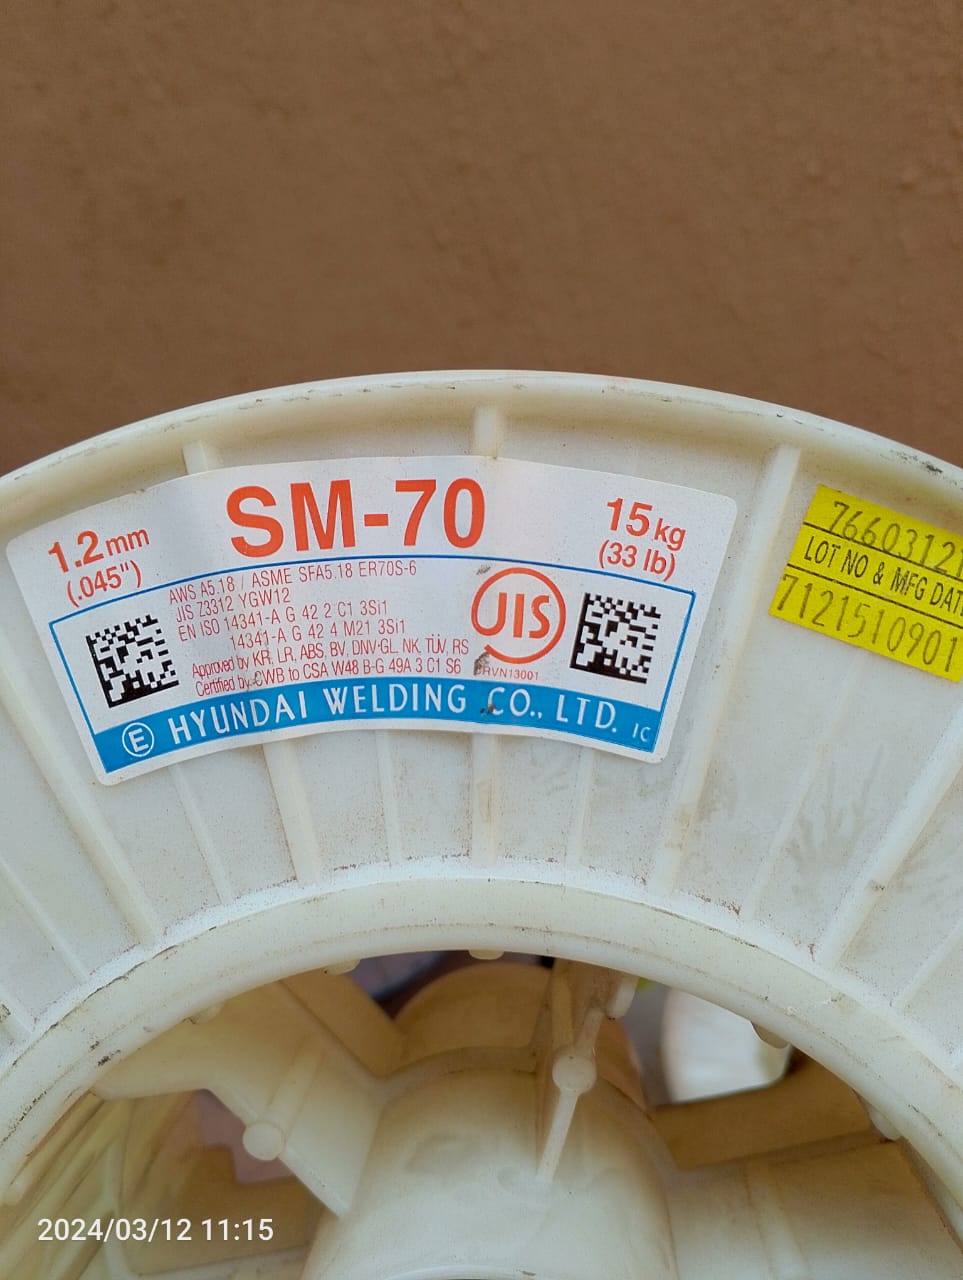 SM-70
1.2mm
(.045")
15kg
(33 lb)
AWS A5.18 / ASME SFA5.18 ER70S-6
JIS Z3312 YGW12
EN ISO 14341-A G 42 2 C1 3Si1
14341-A G 42 4 M21 3Si1
Approved by KR, LR, ABS, BV, DNV-GL, NK, TÜV, RS
Certified by CWB to CSA W48 B-G 49A 3 C1 S6
JIS
E HYUNDAI WELDING CO., LTD. IC
LOT NO & MFG
2024/03/12 11:15